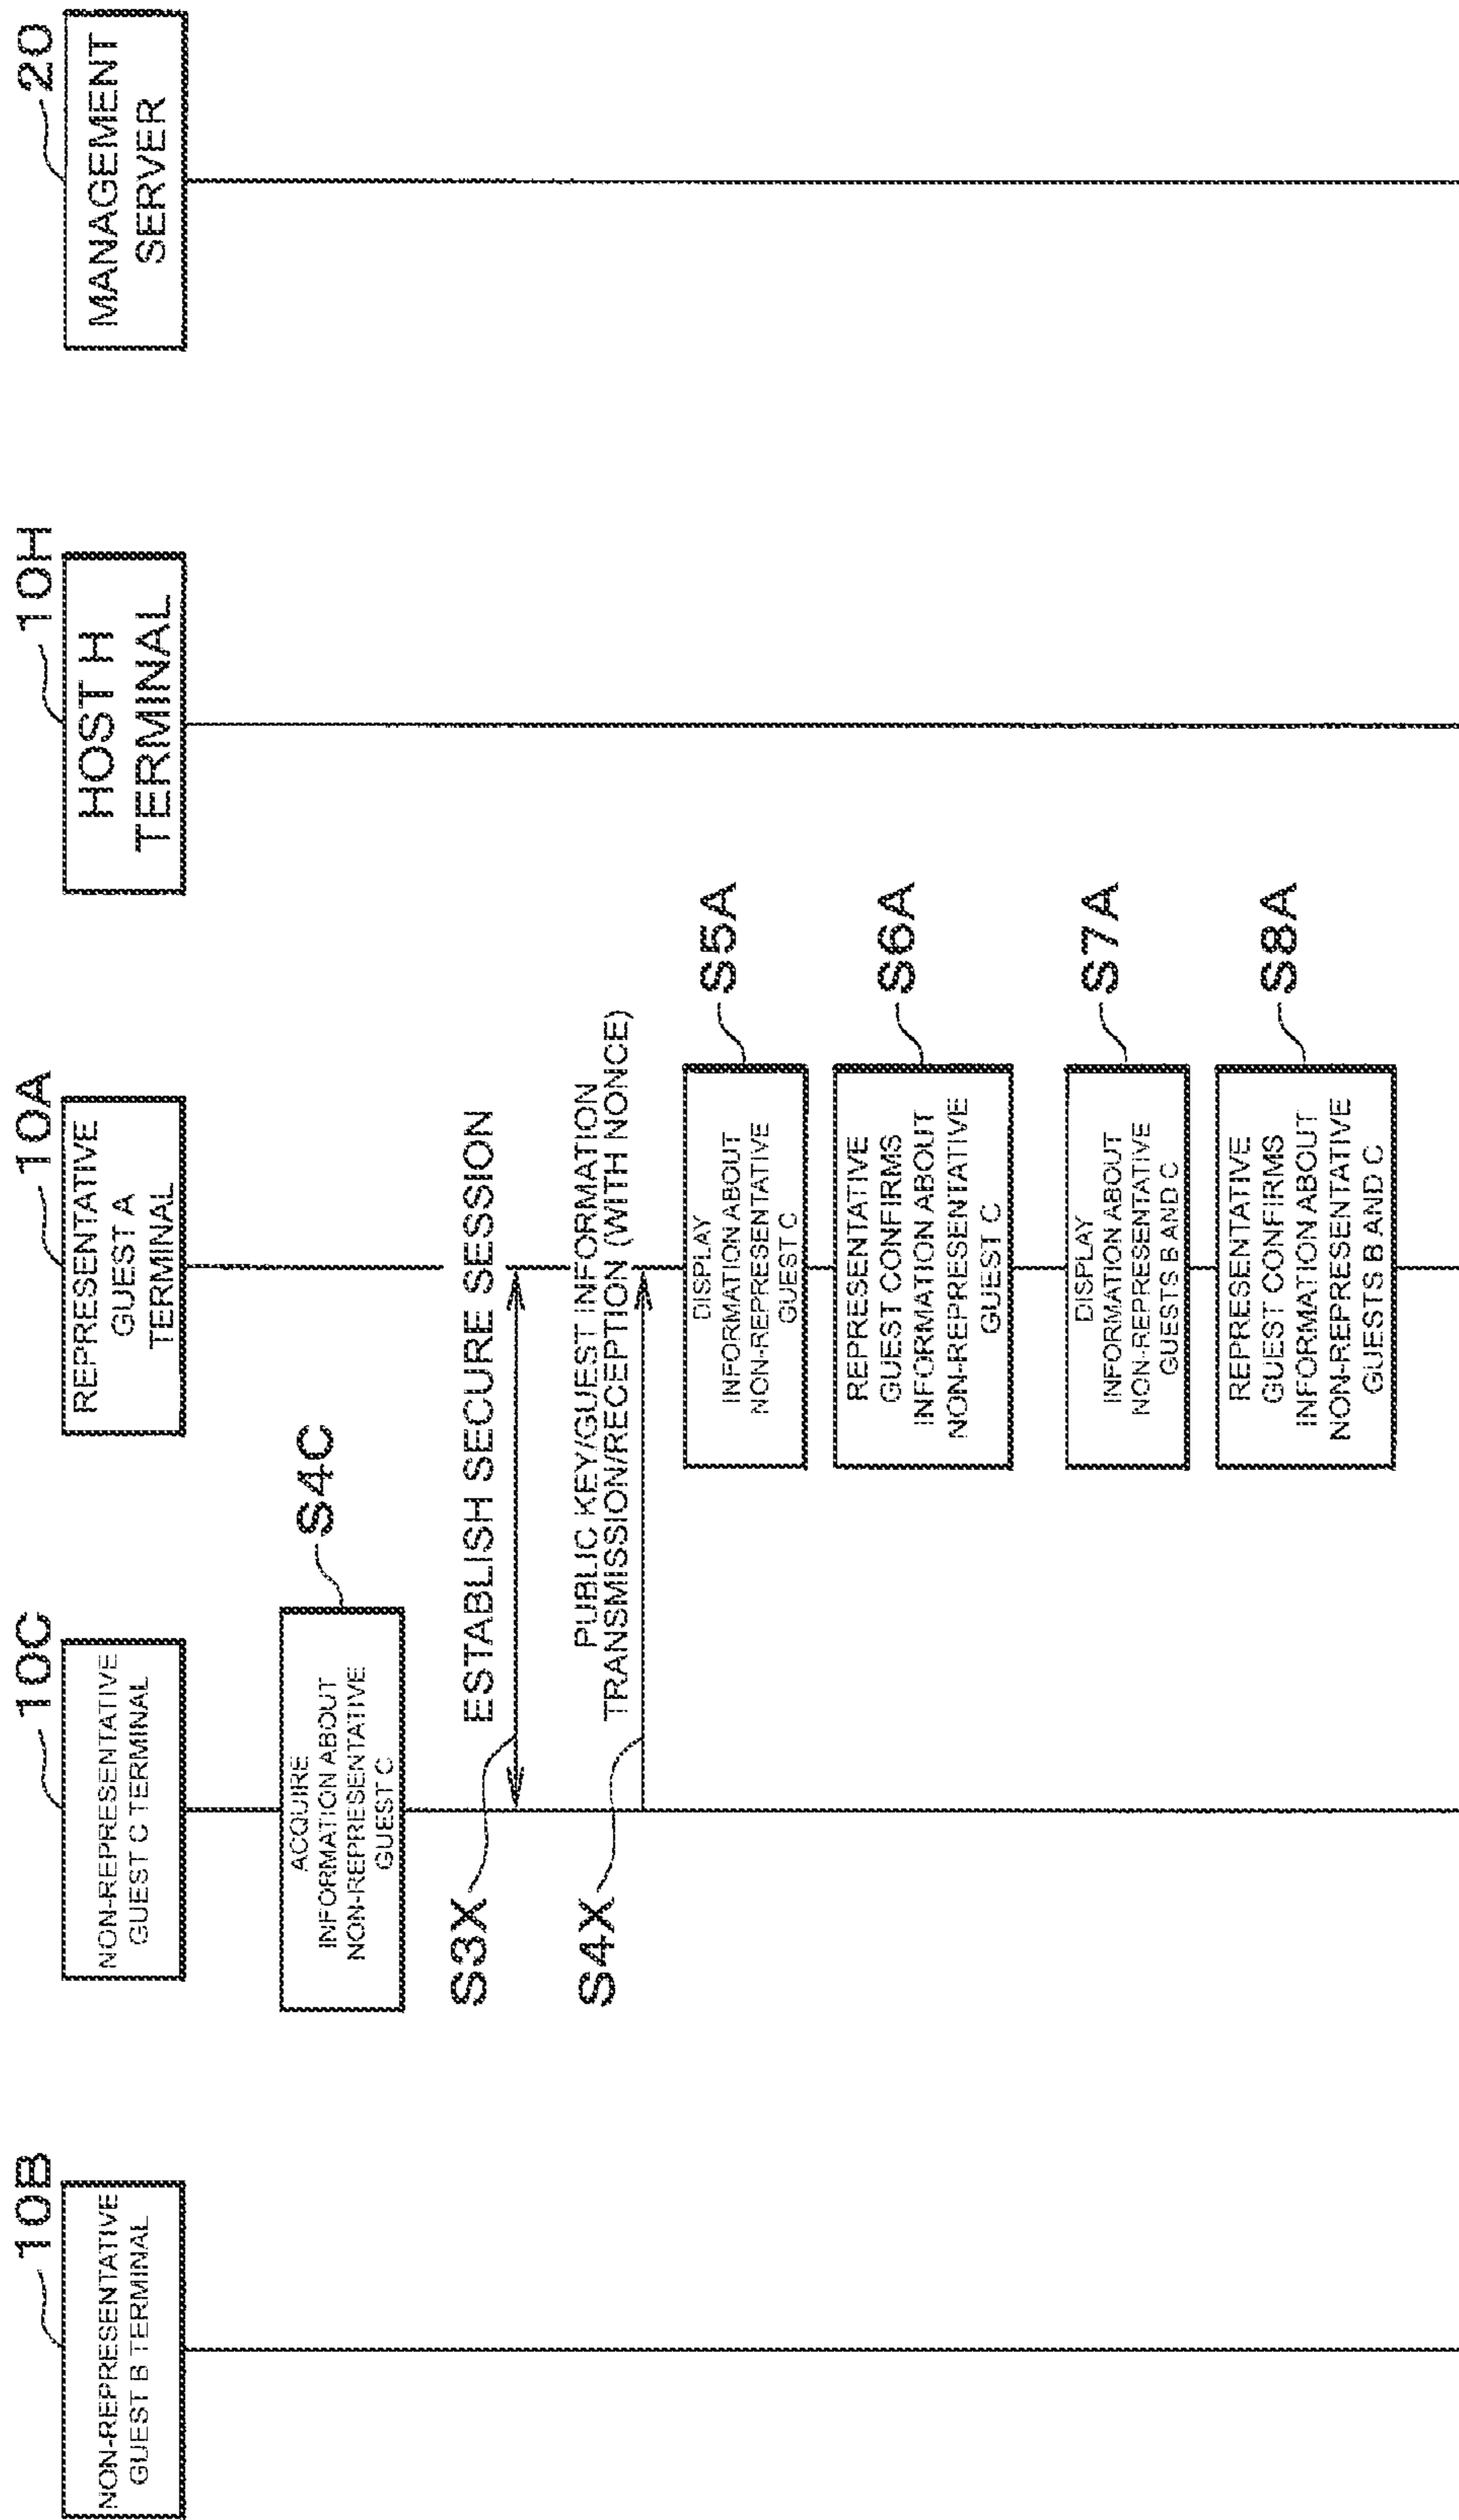 10B
NON-REPRESENTATIVE
GUEST B TERMINAL
10C
NON-REPRESENTATIVE
GUEST C TERMINAL
10A
REPRESENTATIVE
GUEST A
TERMINAL
10H
HOST H
TERMINAL
20
MANAGEMENT
SERVER
ACQUIRE
INFORMATION ABOUT
NON-REPRESENTATIVE
GUEST C
S4C
S3X
ESTABLISH SECURE SESSION
S4X
PUBLIC KEY/GUEST INFORMATION
TRANSMISSION/RECEPTION (WITH NONCE)
DISPLAY
INFORMATION ABOUT
NON-REPRESENTATIVE
GUEST C
S5A
REPRESENTATIVE
GUEST CONFIRMS
INFORMATION ABOUT
NON-REPRESENTATIVE
GUEST C
S6A
DISPLAY
INFORMATION ABOUT
NON-REPRESENTATIVE
GUESTS B AND C
S7A
REPRESENTATIVE
GUEST CONFIRMS
INFORMATION ABOUT
NON-REPRESENTATIVE
GUESTS B AND C
S8A